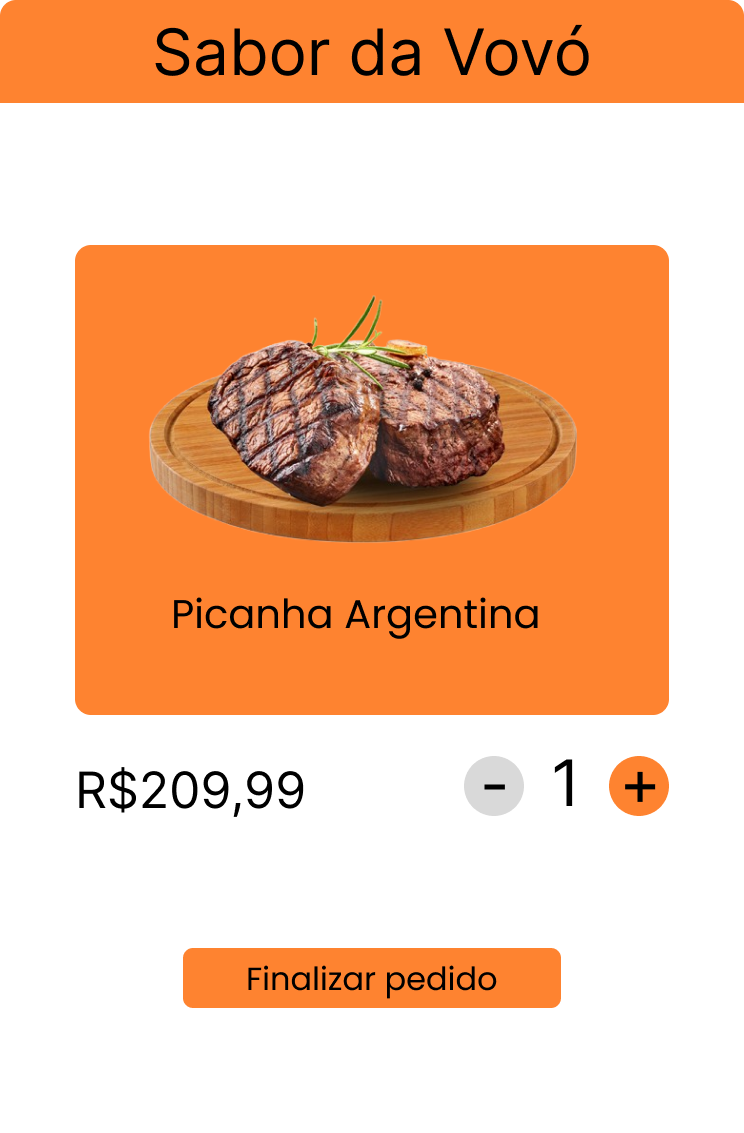 Sabor da Vovó
Picanha Argentina
R$209,99
- 1 +
Finalizar pedido